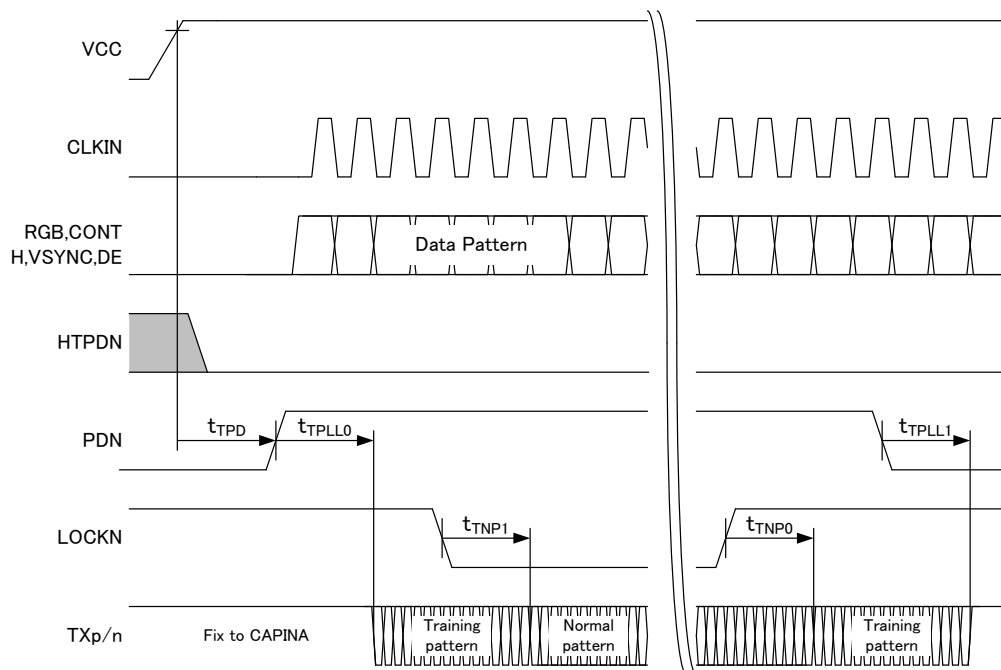 VCC
CLKIN
RGB,CONT
H,VSYNC,DE
Data Pattern
HTPDN
PDN
tTPD
tTPLL0
tTPLL1
LOCKN
tTNP1
tTNP0
TXp/n
Fix to CAPINA
Training
pattern
Normal
pattern
Training
pattern